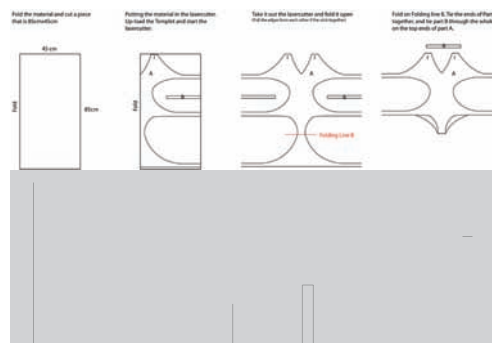 Fold the material and cut a piece
that is 85cmx45cm
Putting the material in the lasercutter.
Up-load the Templet and start the
lasercutter.
Take it out the lasercutter and fold it open
Fold on Folding line B. Tie the ends of Part
together, and tie part B through the whole
on the top ends of part A.
45 cm
Fold
85cm
Fold
A
B
A
B
Folding Line B
A